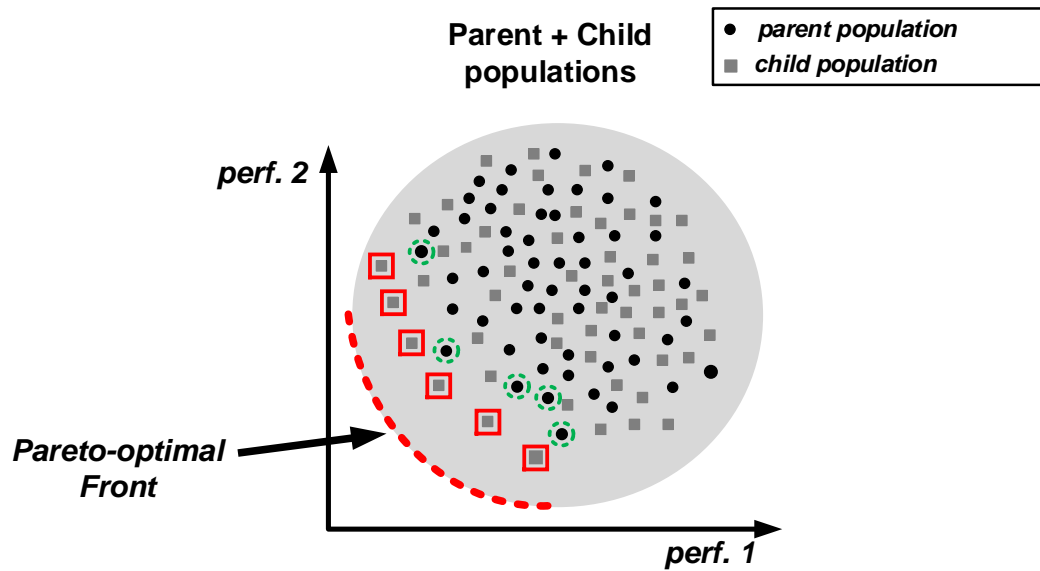 Parent + Child
populations
parent population
child population
perf. 2
Pareto-optimal
Front
perf. 1